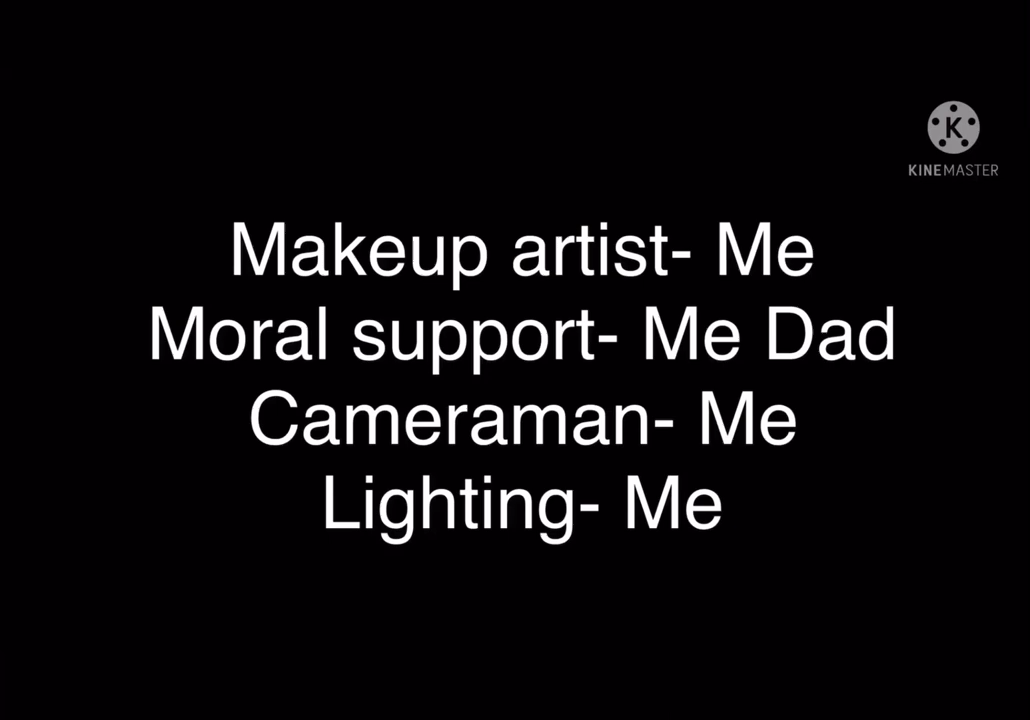 K
KINEMASTER
Makeup artist- Me
Moral support- Me Dad
Cameraman- Me
Lighting- Me